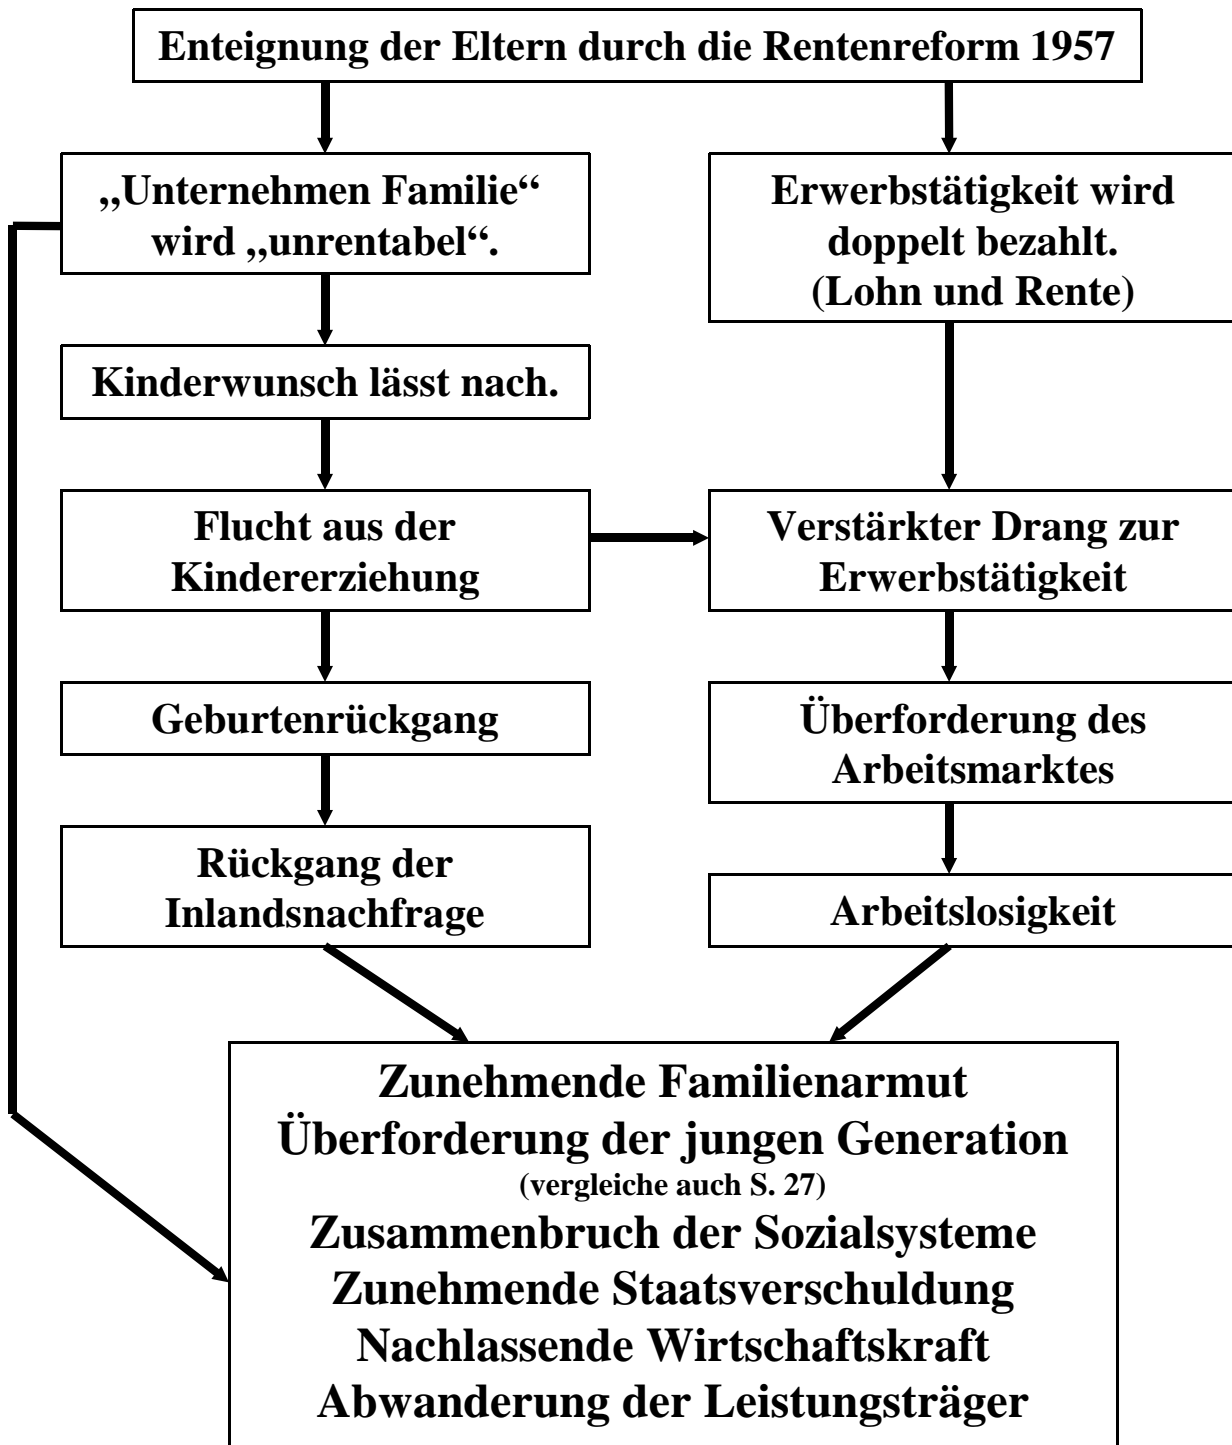 Enteignung der Eltern durch die Rentenreform 1957
„Unternehmen Familie“
wird „unrentabel“.
Erwerbstätigkeit wird
doppelt bezahlt.
(Lohn und Rente)
Kinderwunsch lässt nach.
Flucht aus der
Kindererziehung
Verstärkter Drang zur
Erwerbstätigkeit
Geburtenrückgang
Überforderung des
Arbeitsmarktes
Rückgang der
Inlandsnachfrage
Arbeitslosigkeit
Zunehmende Familienarmut
Überforderung der jungen Generation
(vergleiche auch S. 27)
Zusammenbruch der Sozialsysteme
Zunehmende Staatsverschuldung
Nachlassende Wirtschaftskraft
Abwanderung der Leistungsträger